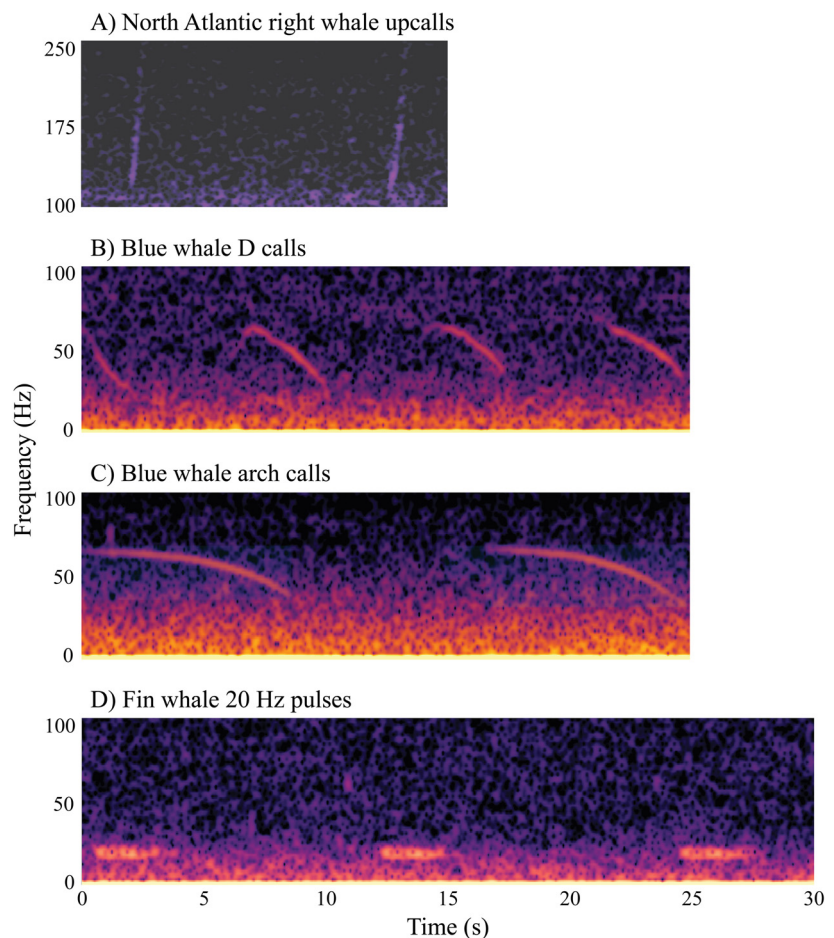 A) North Atlantic right whale upcalls
250
175
100
B) Blue whale D calls
100
50
0
C) Blue whale arch calls
100
50
0
D) Fin whale 20 Hz pulses
100
50
0
0 5 10 15 20 25 30
Time (s)
Frequency (Hz)